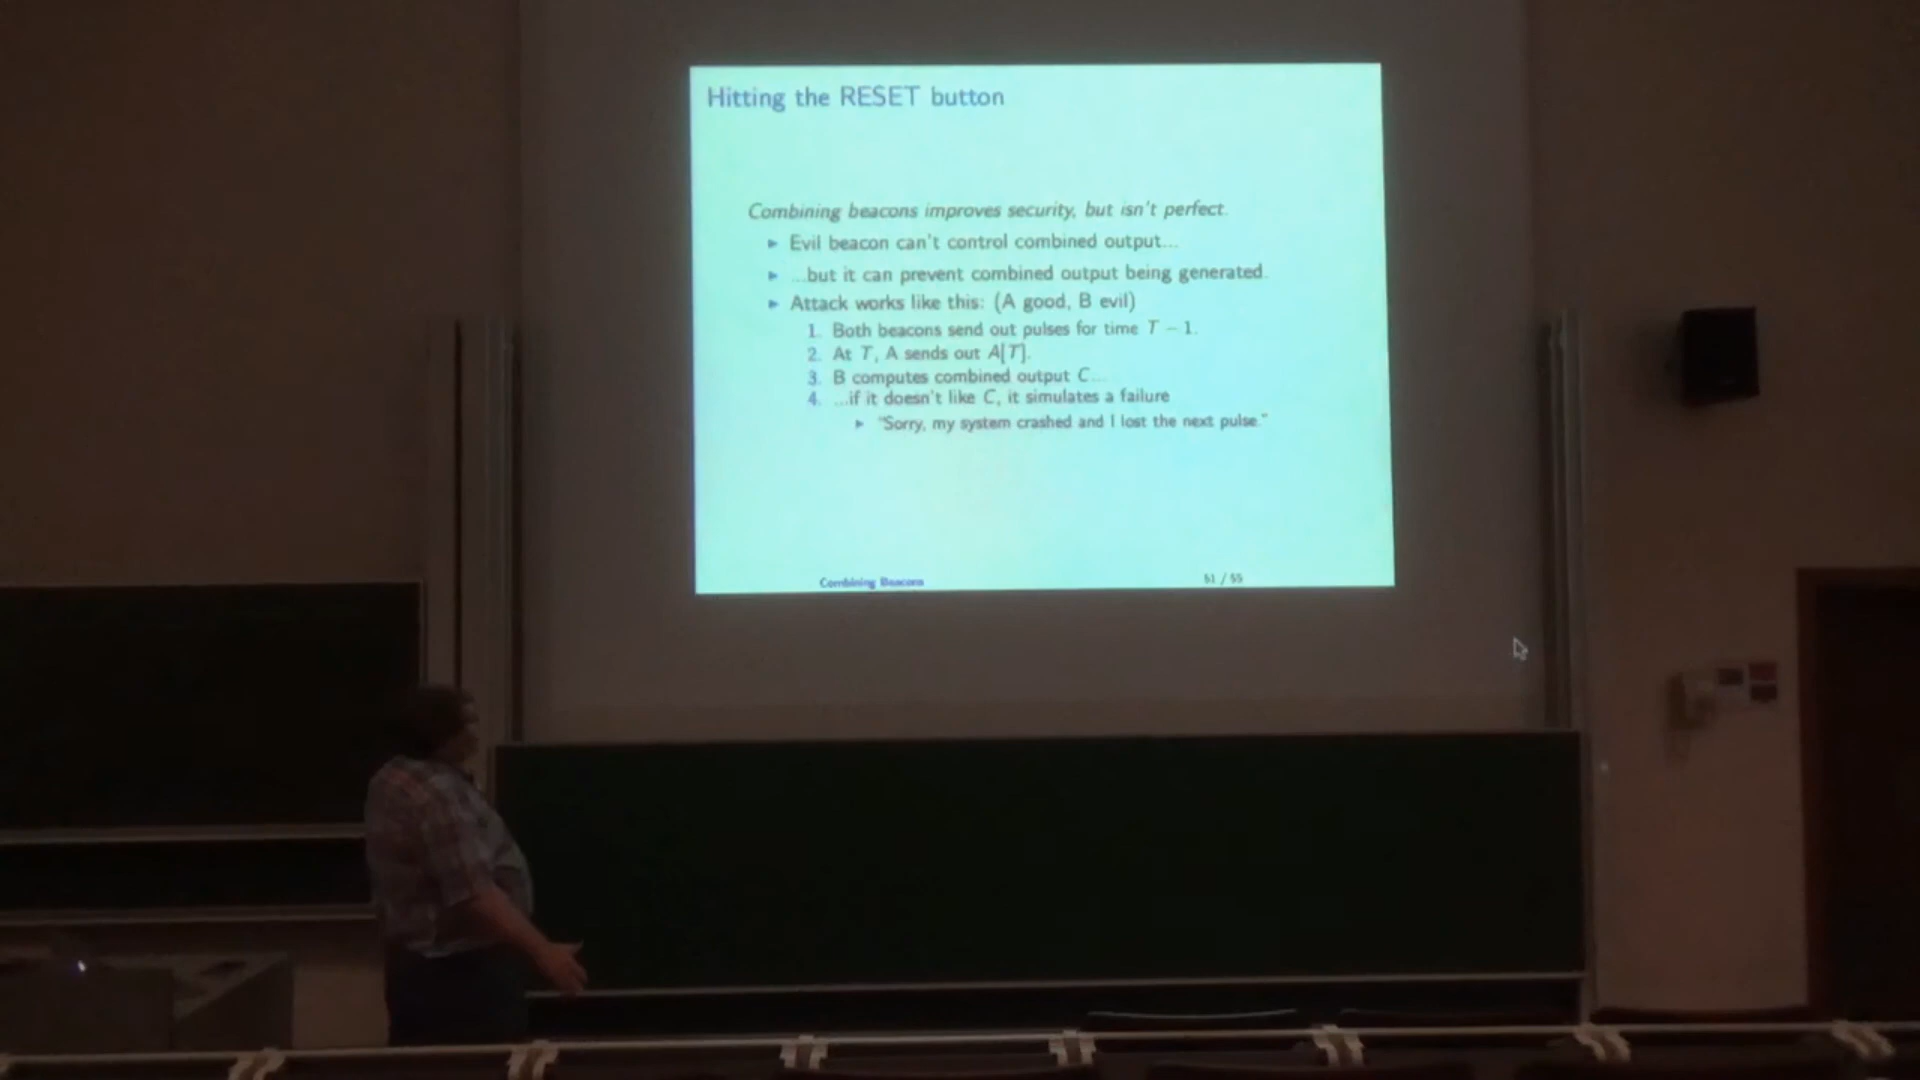 Hitting the RESET button
Combining beacons improves security, but isn't perfect.
► Evil beacon can't control combined output...
► ...but it can prevent combined output being generated.
► Attack works like this: (A good, B evil)
1. Both beacons send out pulses for time T − 1.
2. At T, A sends out A[T].
3. B computes combined output C...
4. ...if it doesn't like C, it simulates a failure
► "Sorry, my system crashed and I lost the next pulse."
Combining Beacons 51 / 55